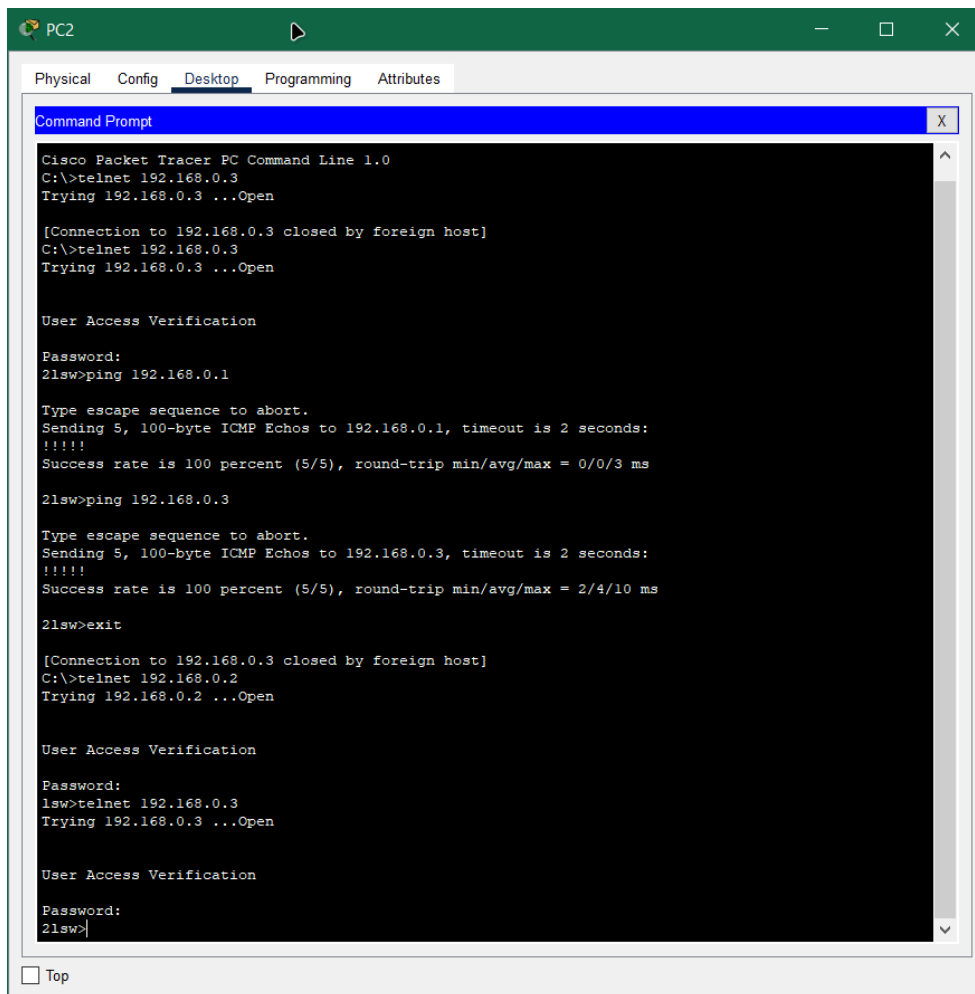 PC2
Physical Config Desktop Programming Attributes
Command Prompt
X
Cisco Packet Tracer PC Command Line 1.0
C:\>telnet 192.168.0.3
Trying 192.168.0.3 ...Open
[Connection to 192.168.0.3 closed by foreign host]
C:\>telnet 192.168.0.3
Trying 192.168.0.3 ...Open
User Access Verification
Password:
2lsw>ping 192.168.0.1
Type escape sequence to abort.
Sending 5, 100-byte ICMP Echos to 192.168.0.1, timeout is 2 seconds:
!!!!!
Success rate is 100 percent (5/5), round-trip min/avg/max = 0/0/3 ms
2lsw>ping 192.168.0.3
Type escape sequence to abort.
Sending 5, 100-byte ICMP Echos to 192.168.0.3, timeout is 2 seconds:
!!!!!
Success rate is 100 percent (5/5), round-trip min/avg/max = 2/4/10 ms
2lsw>exit
[Connection to 192.168.0.3 closed by foreign host]
C:\>telnet 192.168.0.2
Trying 192.168.0.2 ...Open
User Access Verification
Password:
lsw>telnet 192.168.0.3
Trying 192.168.0.3 ...Open
User Access Verification
Password:
2lsw>
Top